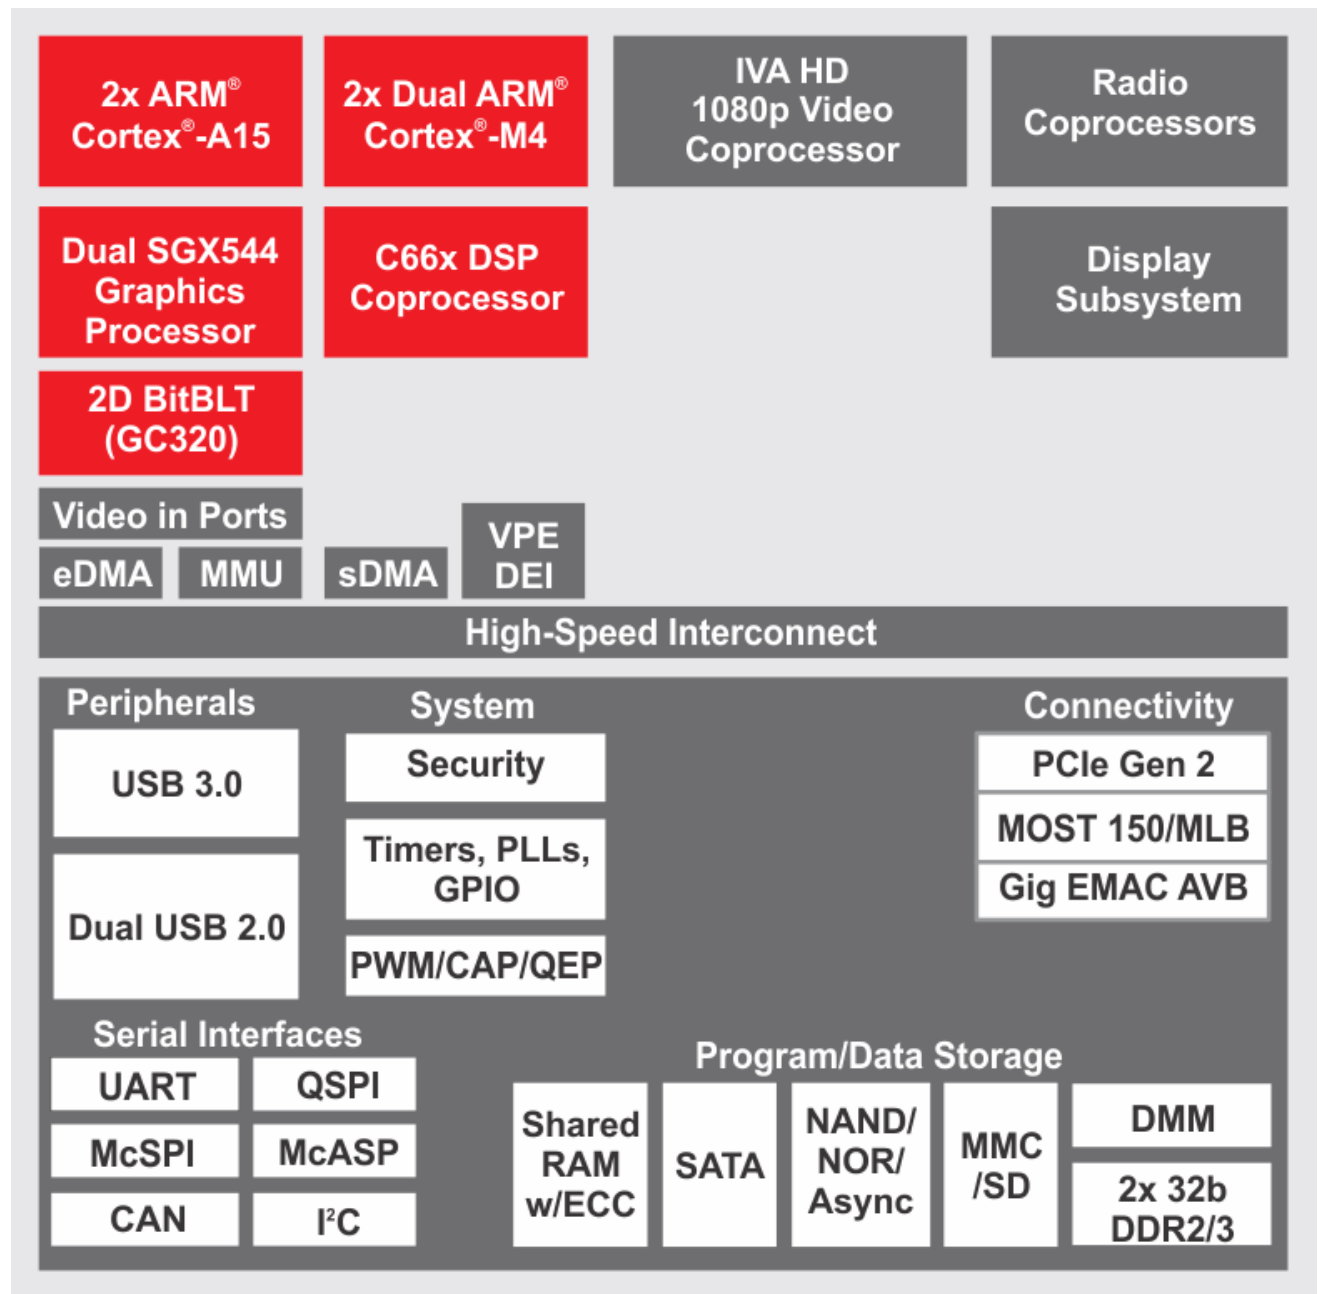 2x ARM®
Cortex®-A15
2x Dual ARM®
Cortex®-M4
IVA HD
1080p Video
Coprocessor
Radio
Coprocessors
Dual SGX544
Graphics
Processor
C66x DSP
Coprocessor
Display
Subsystem
2D BitBLT
(GC320)
Video in Ports
eDMA
MMU
sDMA
VPE
DEI
High-Speed Interconnect
Peripherals
USB 3.0
Dual USB 2.0
System
Security
Timers, PLLs,
GPIO
PWM/CAP/QEP
Connectivity
PCIe Gen 2
MOST 150/MLB
Gig EMAC AVB
Serial Interfaces
UART
QSPI
McSPI
McASP
CAN
I²C
Program/Data Storage
Shared
RAM
w/ECC
SATA
NAND/
NOR/
Async
MMC
/SD
DMM
2x 32b
DDR2/3